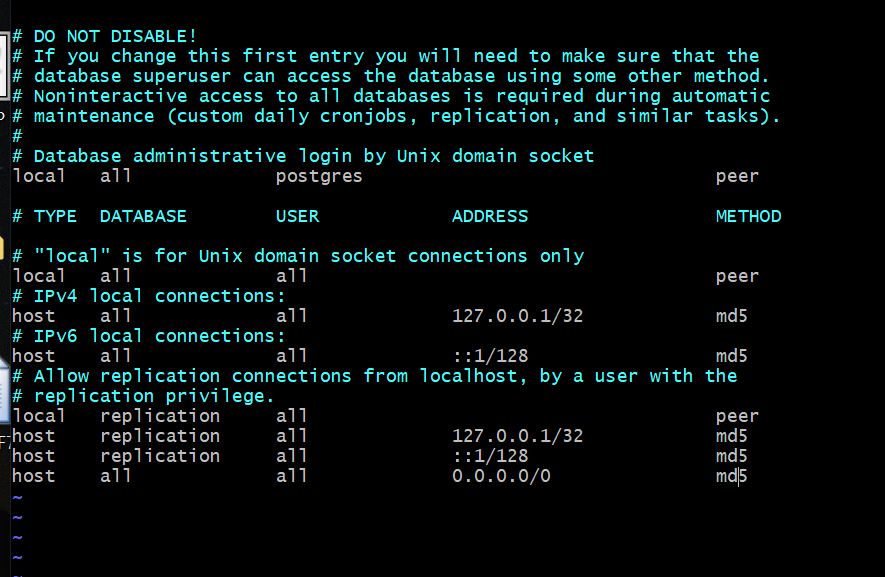 # DO NOT DISABLE!
# If you change this first entry you will need to make sure that the
# database superuser can access the database using some other method.
# Noninteractive access to all databases is required during automatic
# maintenance (custom daily cronjobs, replication, and similar tasks).
#
# Database administrative login by Unix domain socket
local   all             postgres                                peer

# TYPE  DATABASE        USER            ADDRESS                 METHOD

# "local" is for Unix domain socket connections only
local   all             all                                     peer
# IPv4 local connections:
host    all             all             127.0.0.1/32            md5
# IPv6 local connections:
host    all             all             ::1/128                 md5
# Allow replication connections from localhost, by a user with the
# replication privilege.
local   replication     all                                     peer
host    replication     all             127.0.0.1/32            md5
host    replication     all             ::1/128                 md5
host    all             all             0.0.0.0/0               md5
~
~
~
~
~